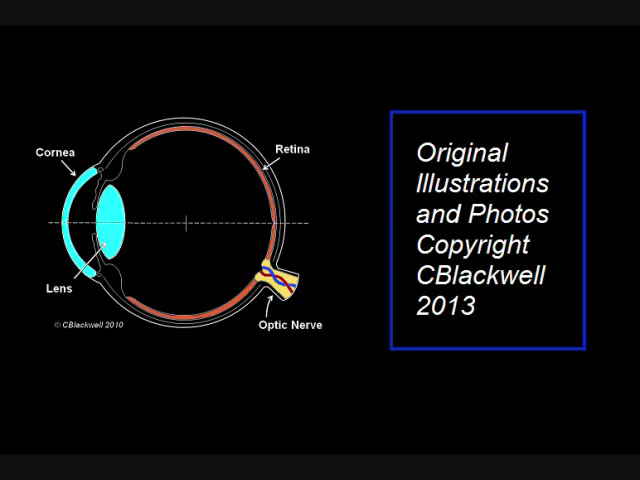 Cornea
Retina
Lens
Optic Nerve
© CBlackwell 2010
Original
Illustrations
and Photos
Copyright
CBlackwell
2013